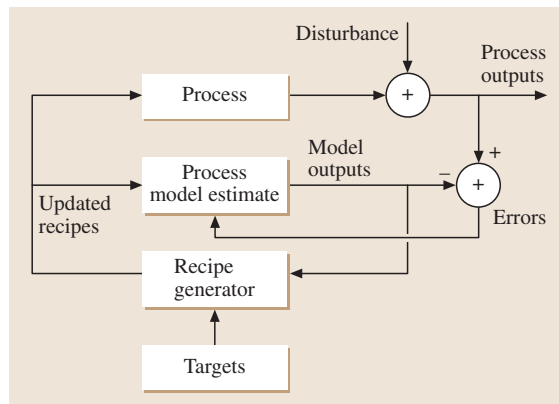 Disturbance
Process
outputs
Process
+
Model
outputs
+
Process
model estimate
−
+
Updated
recipes
Errors
Recipe
generator
Targets